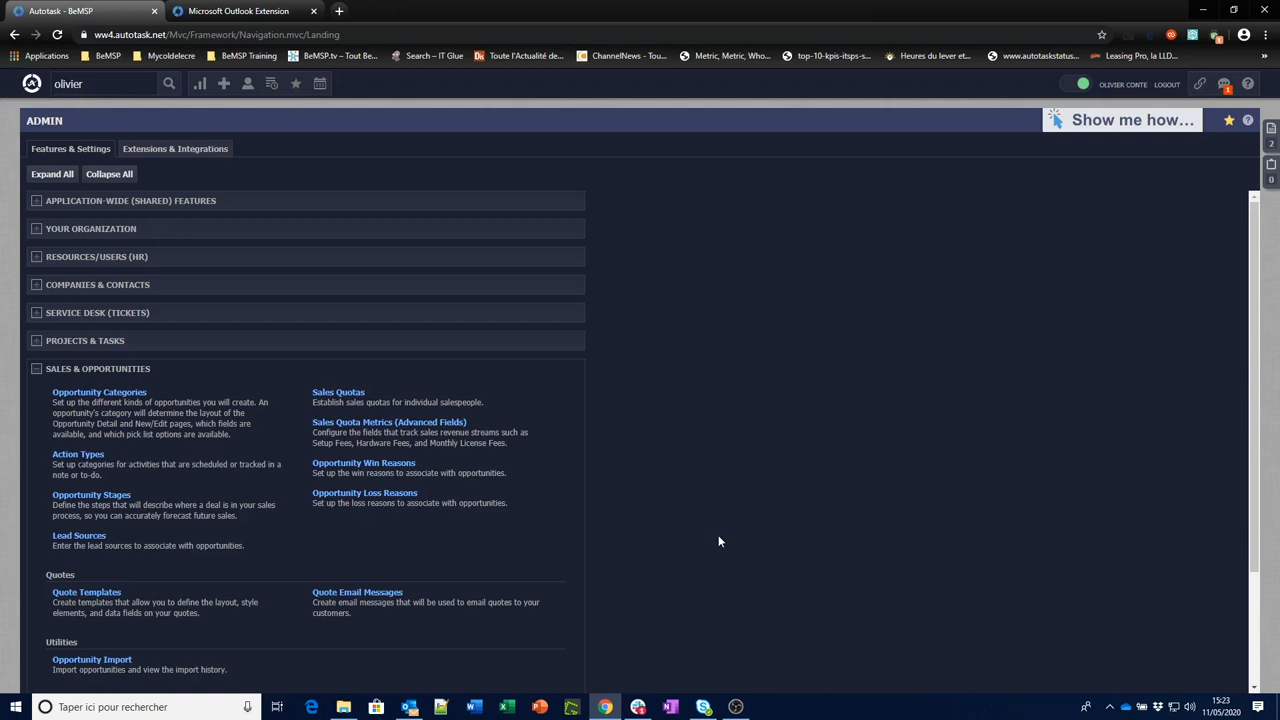 Autotask - BeMSP
Microsoft Outlook Extension
ww4.autotask.net/Mvc/Framework/Navigation.mvc/Landing
Applications
BeMSP
Mycoldelecre
BeMSP Training
BeMSP.tv – Tout Be...
Search – IT Glue
Toute l'Actualité de...
ChannelNews - Tou...
Metric, Metric, Who...
top-10-kpis-itsps-s...
Heures du lever et...
www.autotaskstatus...
Leasing Pro, la LLD...
olivier
OLIVIER CONTE
LOGOUT
1
ADMIN
Show me how...
2
0
Features & Settings
Extensions & Integrations
Expand All
Collapse All
APPLICATION-WIDE (SHARED) FEATURES
YOUR ORGANIZATION
RESOURCES/USERS (HR)
COMPANIES & CONTACTS
SERVICE DESK (TICKETS)
PROJECTS & TASKS
SALES & OPPORTUNITIES
Opportunity Categories
Set up the different kinds of opportunities you will create. An
opportunity's category will determine the layout of the
Opportunity Detail and New/Edit pages, which fields are
available, and which pick list options are available.
Action Types
Set up categories for activities that are scheduled or tracked in a
note or to-do.
Opportunity Stages
Define the steps that will describe where a deal is in your sales
process, so you can accurately forecast future sales.
Lead Sources
Enter the lead sources to associate with opportunities.
Sales Quotas
Establish sales quotas for individual salespeople.
Sales Quota Metrics (Advanced Fields)
Configure the fields that track sales revenue streams such as
Setup Fees, Hardware Fees, and Monthly License Fees.
Opportunity Win Reasons
Set up the win reasons to associate with opportunities.
Opportunity Loss Reasons
Set up the loss reasons to associate with opportunities.
Quotes
Quote Templates
Create templates that allow you to define the layout, style
elements, and data fields on your quotes.
Quote Email Messages
Create email messages that will be used to email quotes to your
customers.
Utilities
Opportunity Import
Import opportunities and view the import history.
Taper ici pour rechercher
15:23
11/05/2020